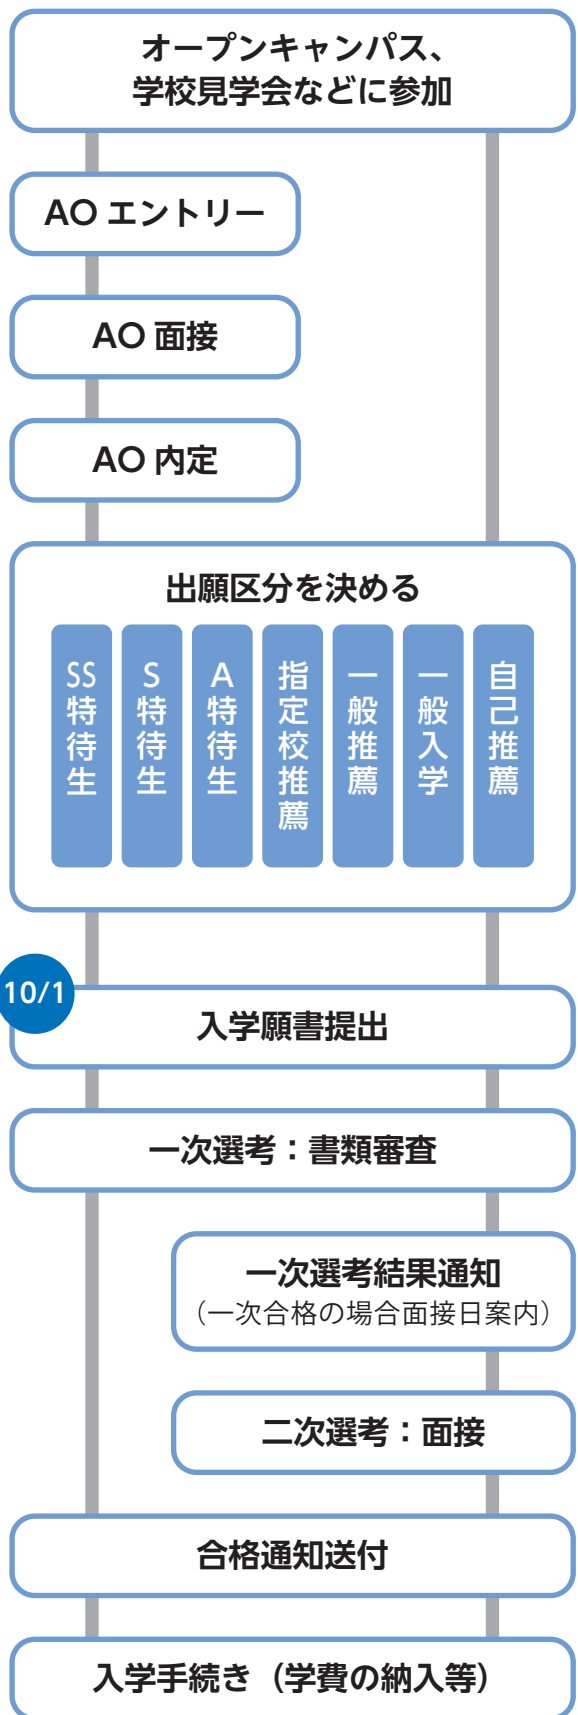 オープンキャンパス、
学校見学会などに参加
AO エントリー
AO 面接
AO 内定
出願区分を決める
SS特待生
S特待生
A特待生
指定校推薦
一般推薦
一般入学
自己推薦
10/1
入学願書提出
一次選考：書類審査
一次選考結果通知
（一次合格の場合面接日案内）
二次選考：面接
合格通知送付
入学手続き（学費の納入等）